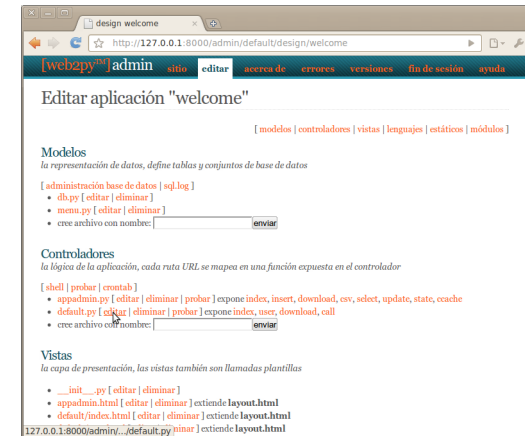 design welcome
http://127.0.0.1:8000/admin/default/design/welcome
[web2py™] admin sitio editar acerca de errores versiones fin de sesión ayuda
Editar aplicación "welcome"
[ modelos | controladores | vistas | lenguajes | estáticos | módulos ]
Modelos
la representación de datos, define tablas y conjuntos de base de datos
[ administración base de datos | sql.log ]
db.py [ editar | eliminar ]
menu.py [ editar | eliminar ]
cree archivo con nombre: enviar
Controladores
la lógica de la aplicación, cada ruta URL se mapea en una función expuesta en el controlador
[ shell | probar | crontab ]
appadmin.py [ editar | eliminar | probar ] expone index, insert, download, csv, select, update, state, ccache
default.py [ editar | eliminar | probar ] expone index, user, download, call
cree archivo con nombre: enviar
Vistas
la capa de presentación, las vistas también son llamadas plantillas
__init__.py [ editar | eliminar ]
appadmin.html [ editar | eliminar ] extiende layout.html
default/index.html [ editar | eliminar ] extiende layout.html
127.0.0.1:8000/admin/.../default.py minar ] extiende layout.html